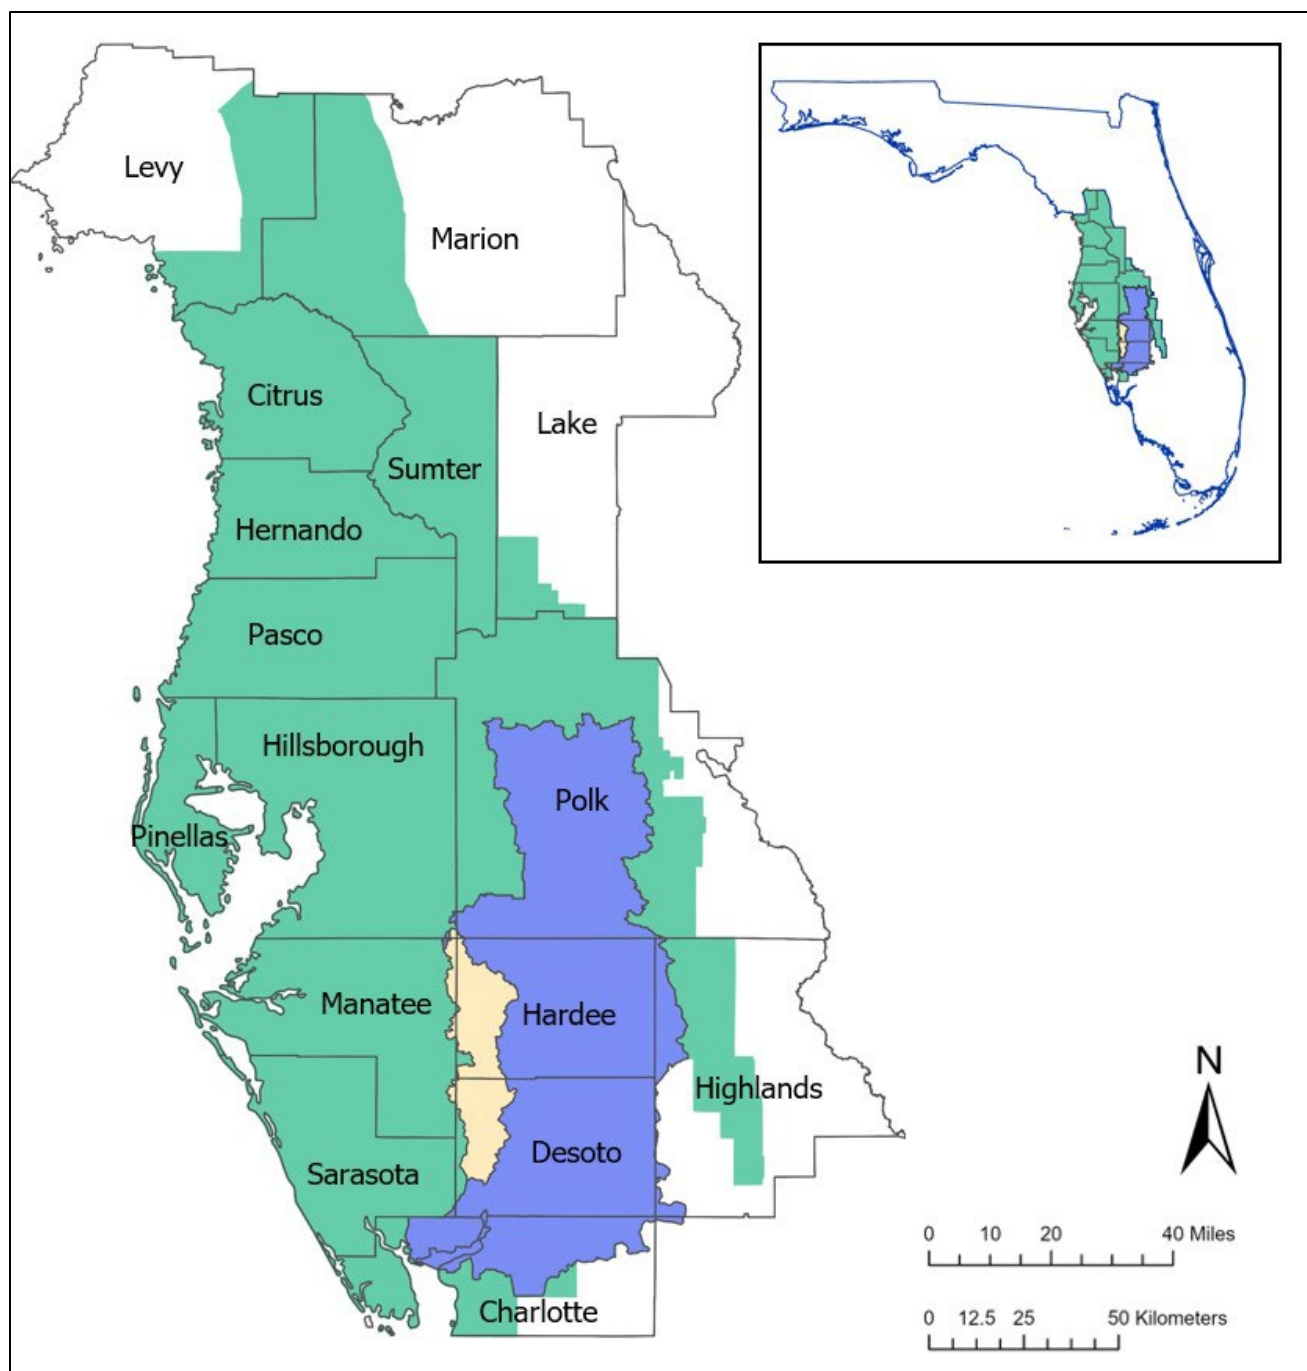 Levy
Marion
Citrus
Lake
Sumter
Hernando
Pasco
Hillsborough
Polk
Pinellas
Manatee
Hardee
Highlands
Desoto
Sarasota
Charlotte
N
0 10 20 40 Miles
0 12.5 25 50 Kilometers